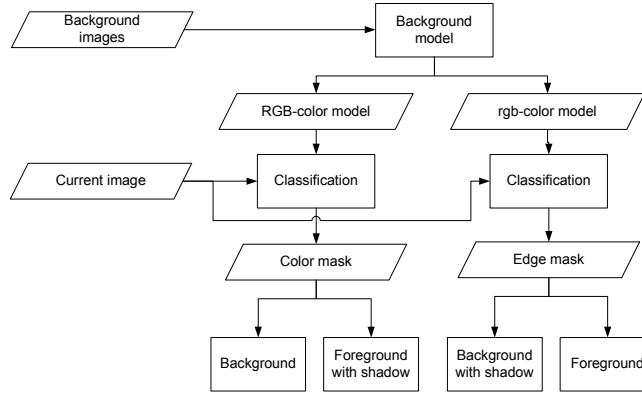 Background
images
Background
model
RGB-color model
rgb-color model
Current image
Classification
Classification
Color mask
Edge mask
Background
Foreground
with shadow
Background
with shadow
Foreground